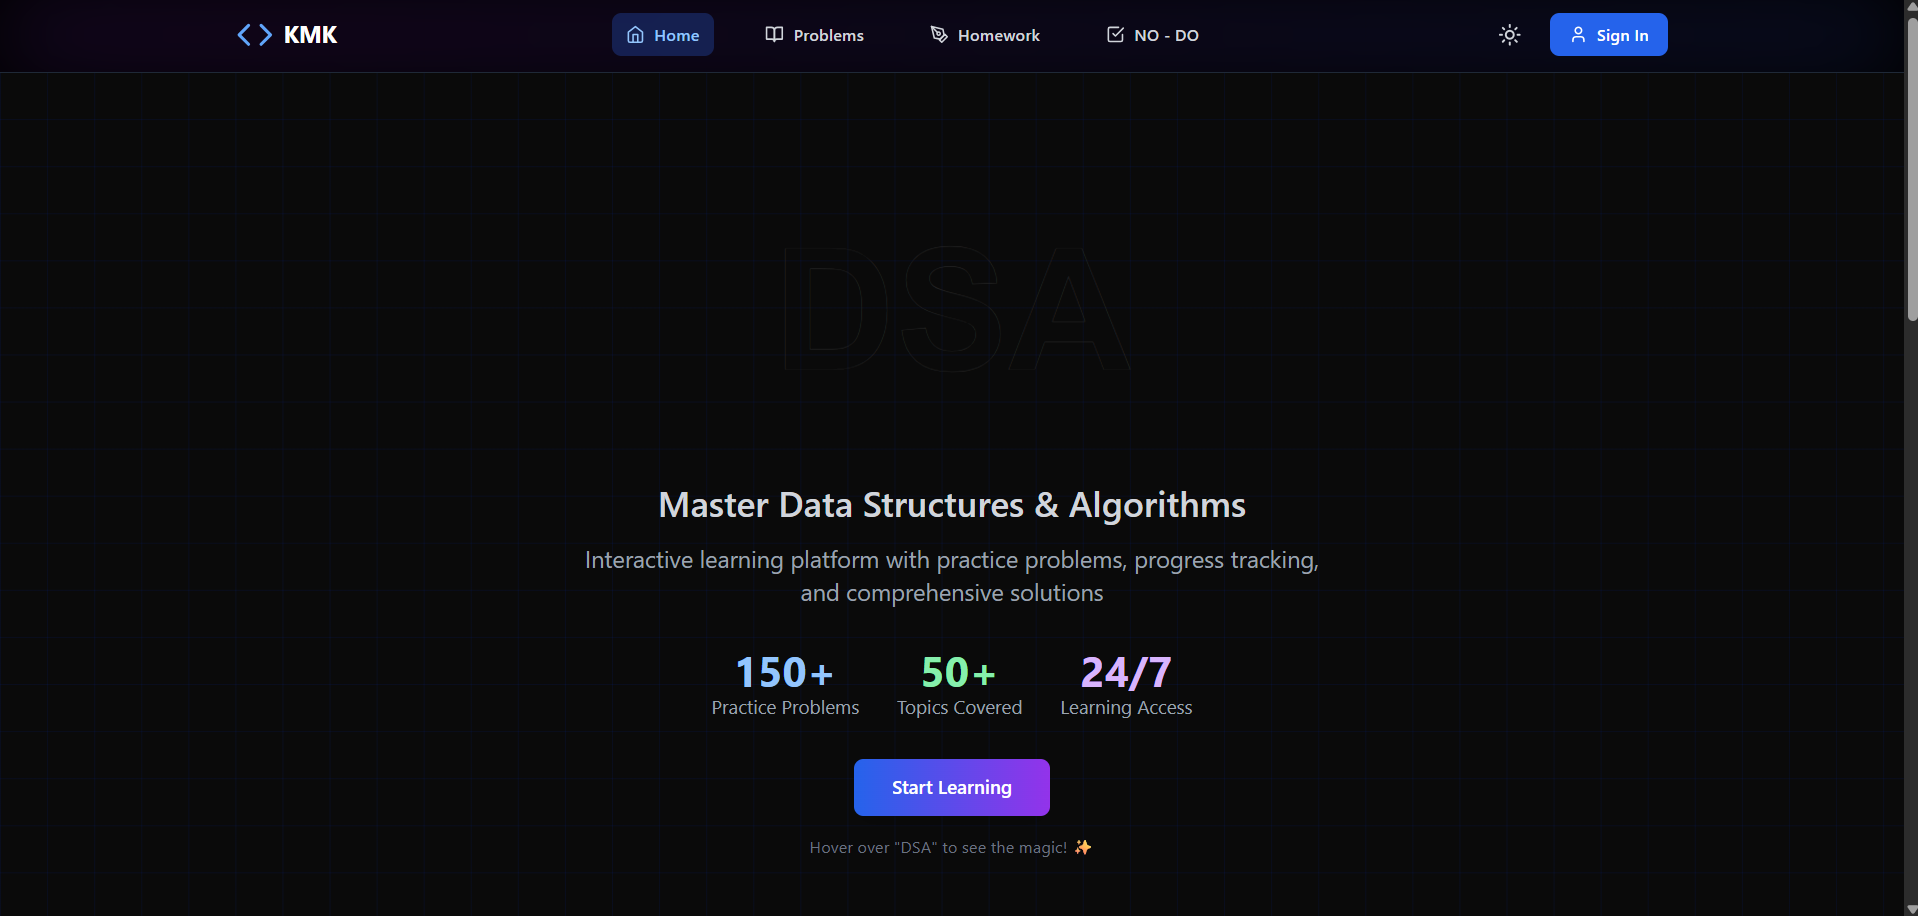 KMK
Home
Problems
Homework
NO - DO
Sign In
DSA
Master Data Structures & Algorithms
Interactive learning platform with practice problems, progress tracking,
and comprehensive solutions
150+
Practice Problems
50+
Topics Covered
24/7
Learning Access
Start Learning
Hover over "DSA" to see the magic! ✨